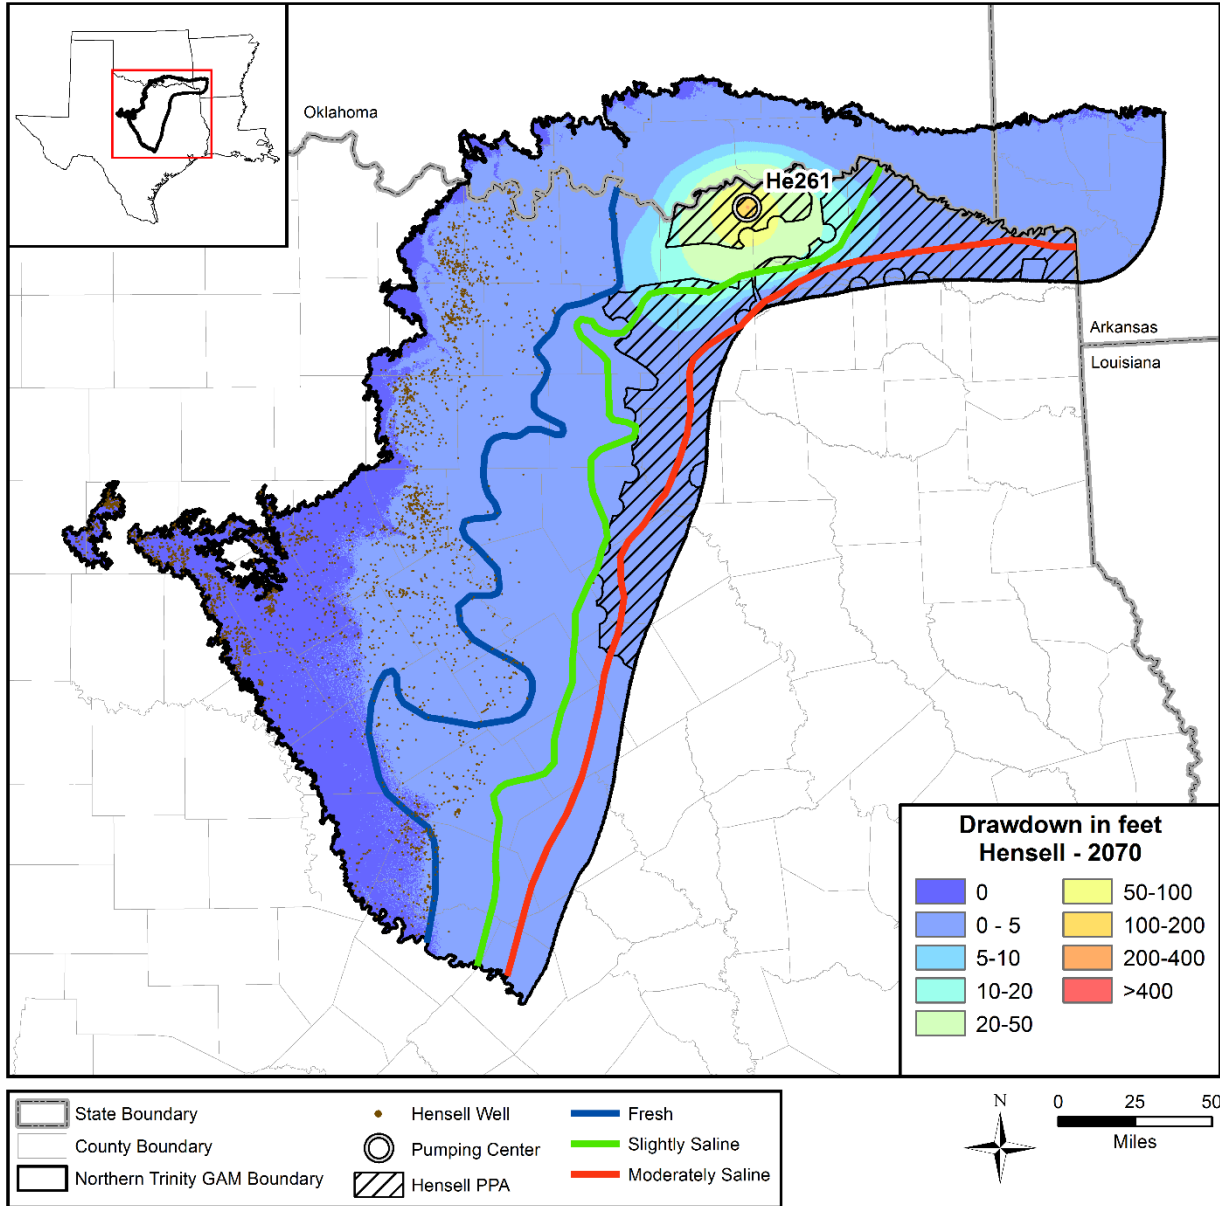 Oklahoma
He261
Arkansas
Louisiana
Drawdown in feet
Hensell - 2070
0
0 - 5
5-10
10-20
20-50
50-100
100-200
200-400
>400
State Boundary
County Boundary
Northern Trinity GAM Boundary
Hensell Well
Pumping Center
Hensell PPA
Fresh
Slightly Saline
Moderately Saline
N
0 25 50
Miles